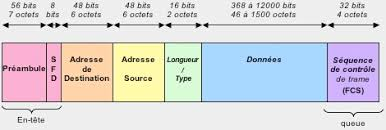 56 bits 8 48 bits 48 bits 16 bits 368 à 12000 bits 32 bits
7 octets bits 6 octets 6 octets 2 octets 46 à 1500 octets 4 octets
Préambule
S
F
D
Adresse
de
Destination
Adresse
Source
Longueur
/
Type
Données
Séquence
de contrôle
de trame
(FCS)
En-tête
queue